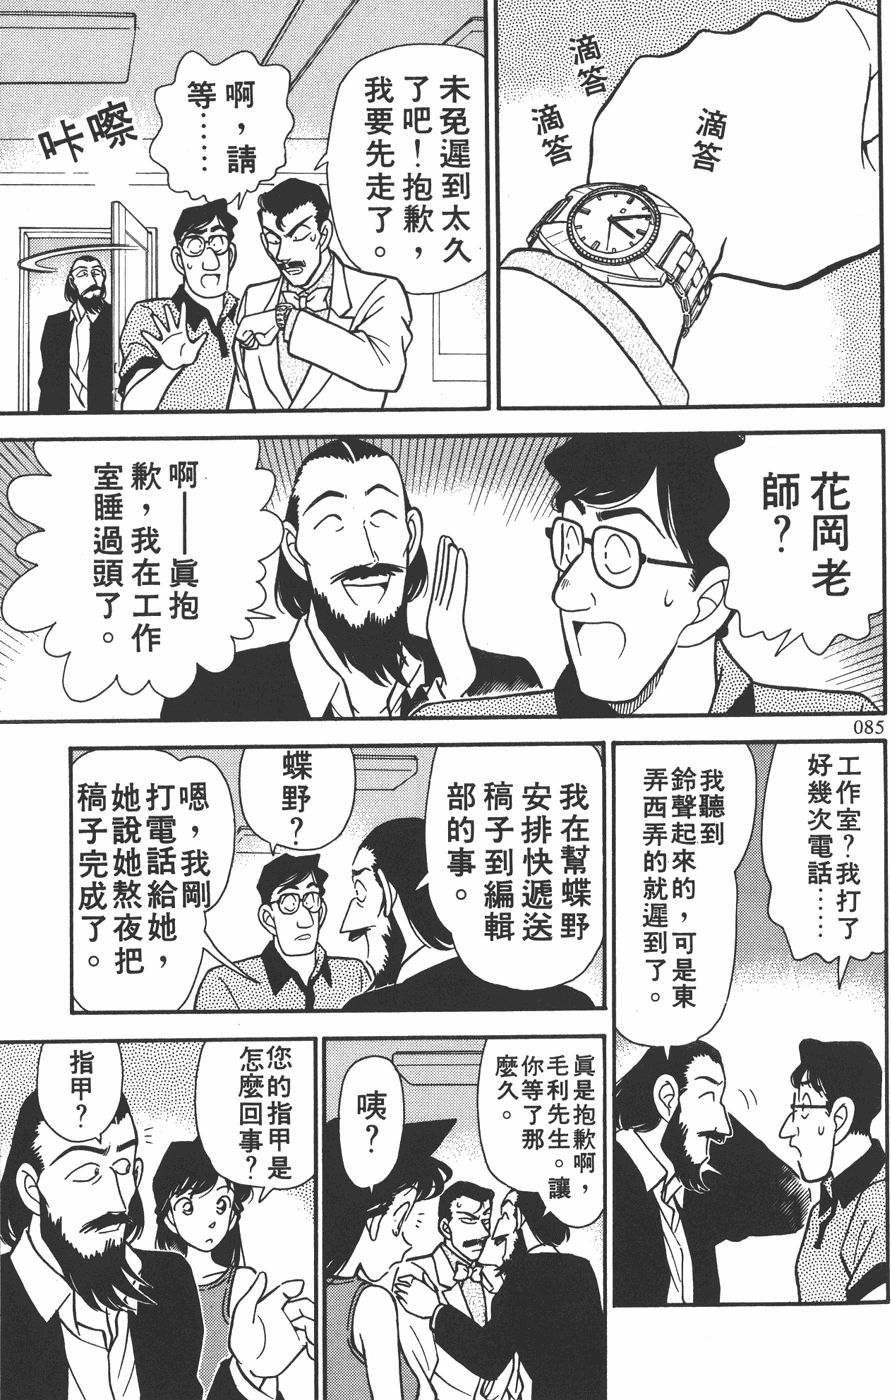 滴答
滴答
滴答
未免遲到太久
了吧！抱歉，
我要先走了。
啊，請
等……
咔嚓
花岡老
師？
啊——眞抱
歉，我在工作
室睡過頭了。
085
工作室？我打了
好幾次電話……
我聽到
鈴聲起來的，可是東
弄西弄的就遲到了。
我在幫蝶野
安排快遞送
稿子到編輯
部的事。
蝶野？
嗯，我剛
打電話給她，
她說她熬夜把
稿子完成了。
眞是抱歉啊，
毛利先生。讓
你等了那
麼久。
咦？
您的指甲是
怎麼回事？
指甲？